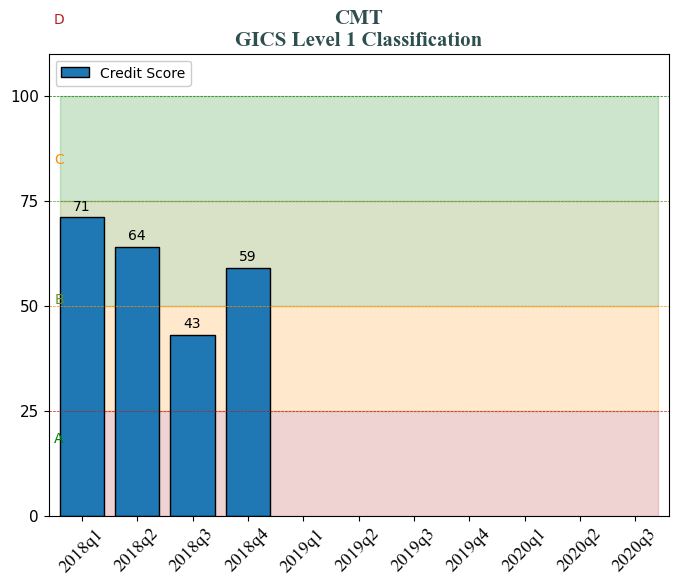 D
CMT
GICS Level 1 Classification
Credit Score
100
C
75
71
64
59
B
50
43
25
A
0
2018q1
2018q2
2018q3
2018q4
2019q1
2019q2
2019q3
2019q4
2020q1
2020q2
2020q3